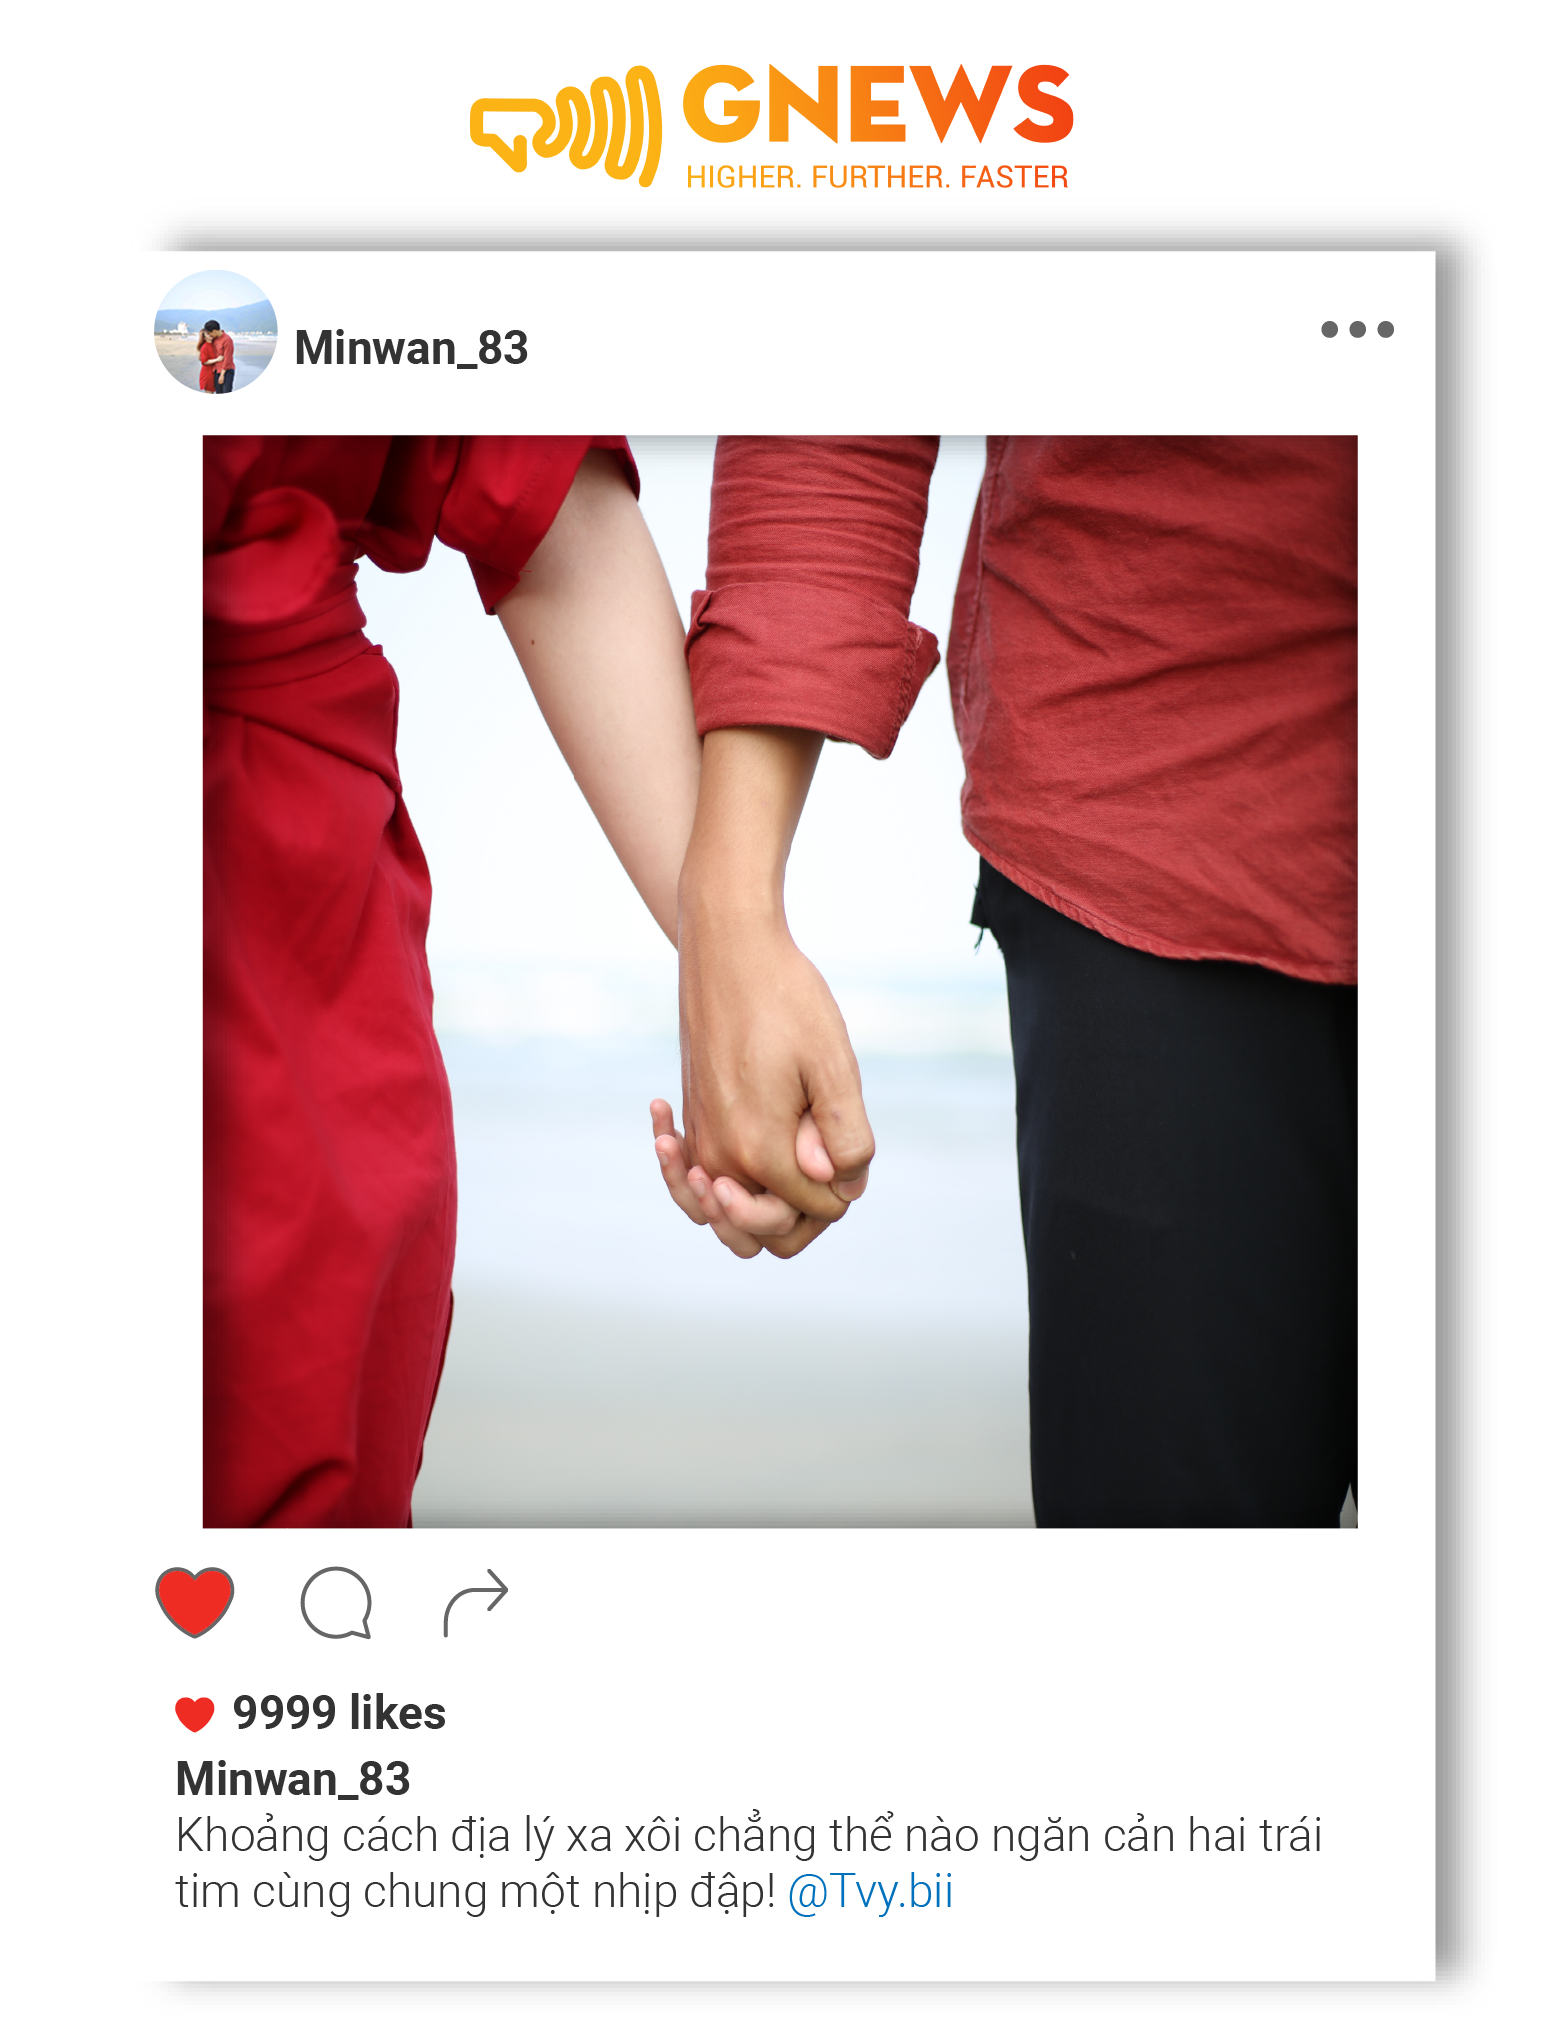 GNEWS
HIGHER. FURTHER. FASTER
Minwan_83
9999 likes
Minwan_83
Khoảng cách địa lý xa xôi chẳng thể nào ngăn cản hai trái
tim cùng chung một nhịp đập! @Tvy.bii